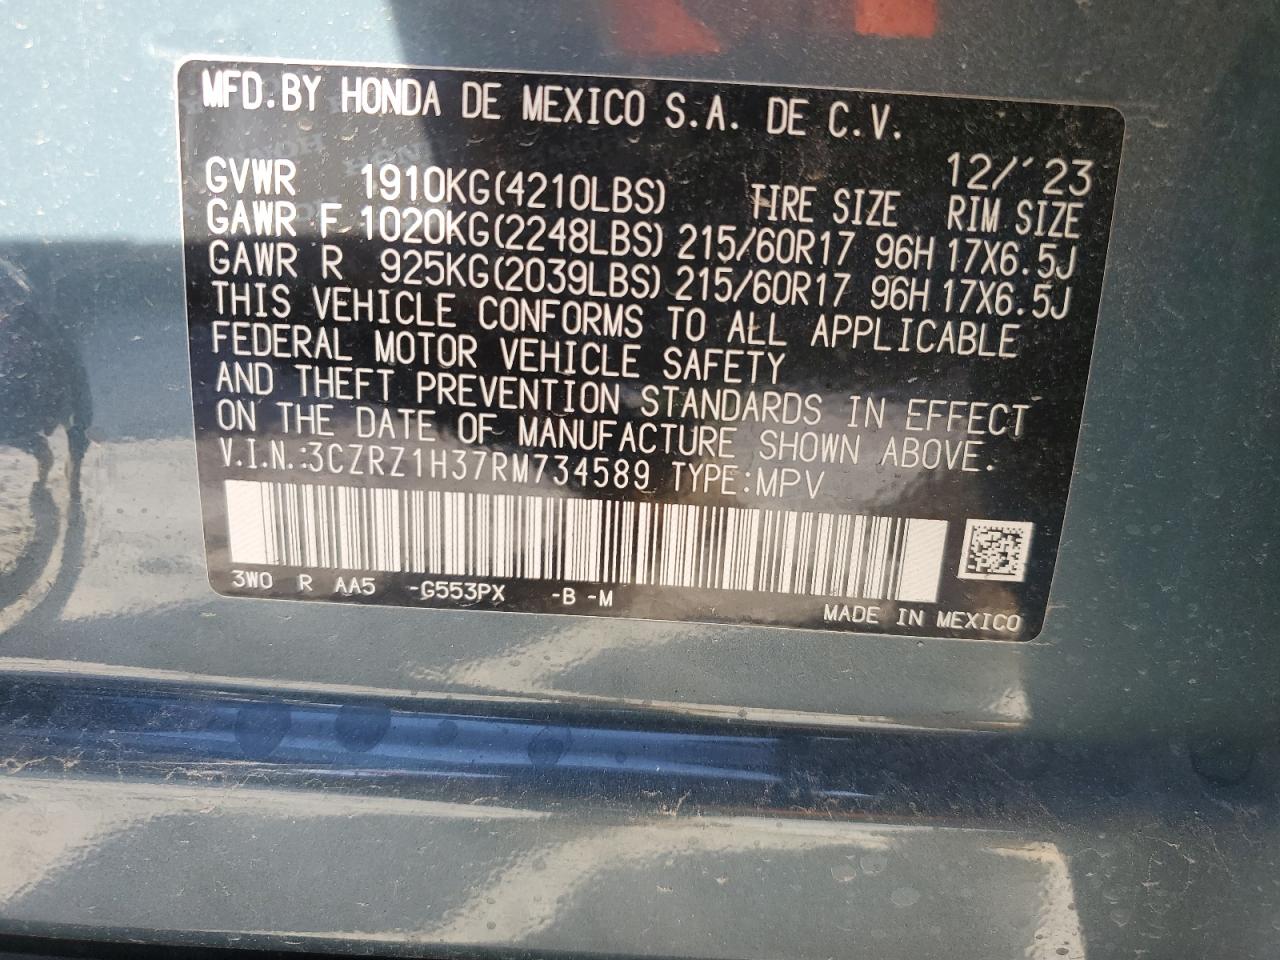 MFD.BY HONDA DE MEXICO S.A. DE C.V.
12/'23
GVWR 1910KG(4210LBS) TIRE SIZE RIM SIZE
GAWR F 1020KG(2248LBS) 215/60R17 96H 17X6.5J
GAWR R 925KG(2039LBS) 215/60R17 96H 17X6.5J
THIS VEHICLE CONFORMS TO ALL APPLICABLE
FEDERAL MOTOR VEHICLE SAFETY
AND THEFT PREVENTION STANDARDS IN EFFECT
ON THE DATE OF MANUFACTURE SHOWN ABOVE.
V.I.N.:3CZRZ1H37RM734589 TYPE:MPV
3WO R AA5 -G553PX -B -M
MADE IN MEXICO